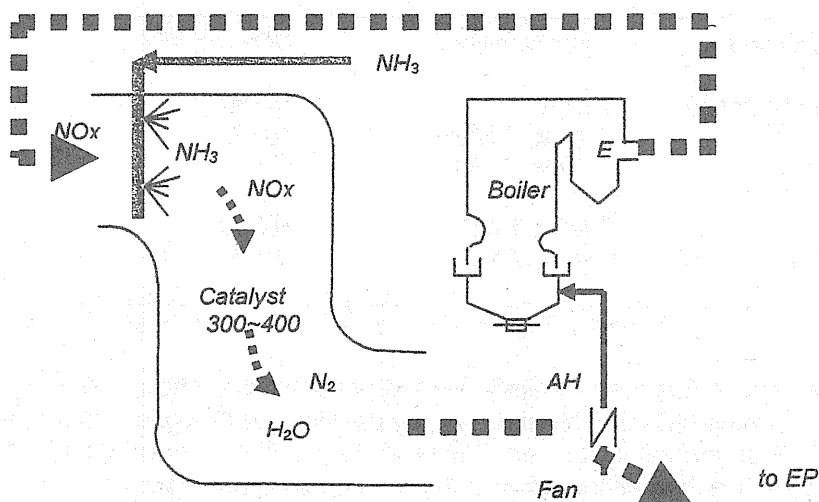 NH₃
NOx
NH₃
NOx
E
Boiler
Catalyst
300~400
N₂
AH
H₂O
Fan
to EP